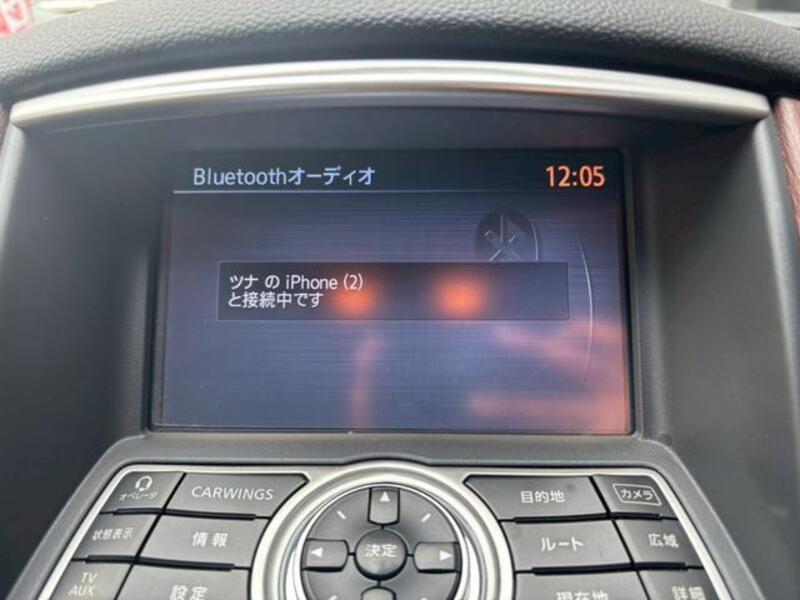 Bluetoothオーディオ 12:05
ツナ の iPhone (2)
と接続中です
オペレータ CARWINGS 目的地 カメラ
状態表示 情報 決定 ルート 広域
TV
AUX 設定 現在地 詳細